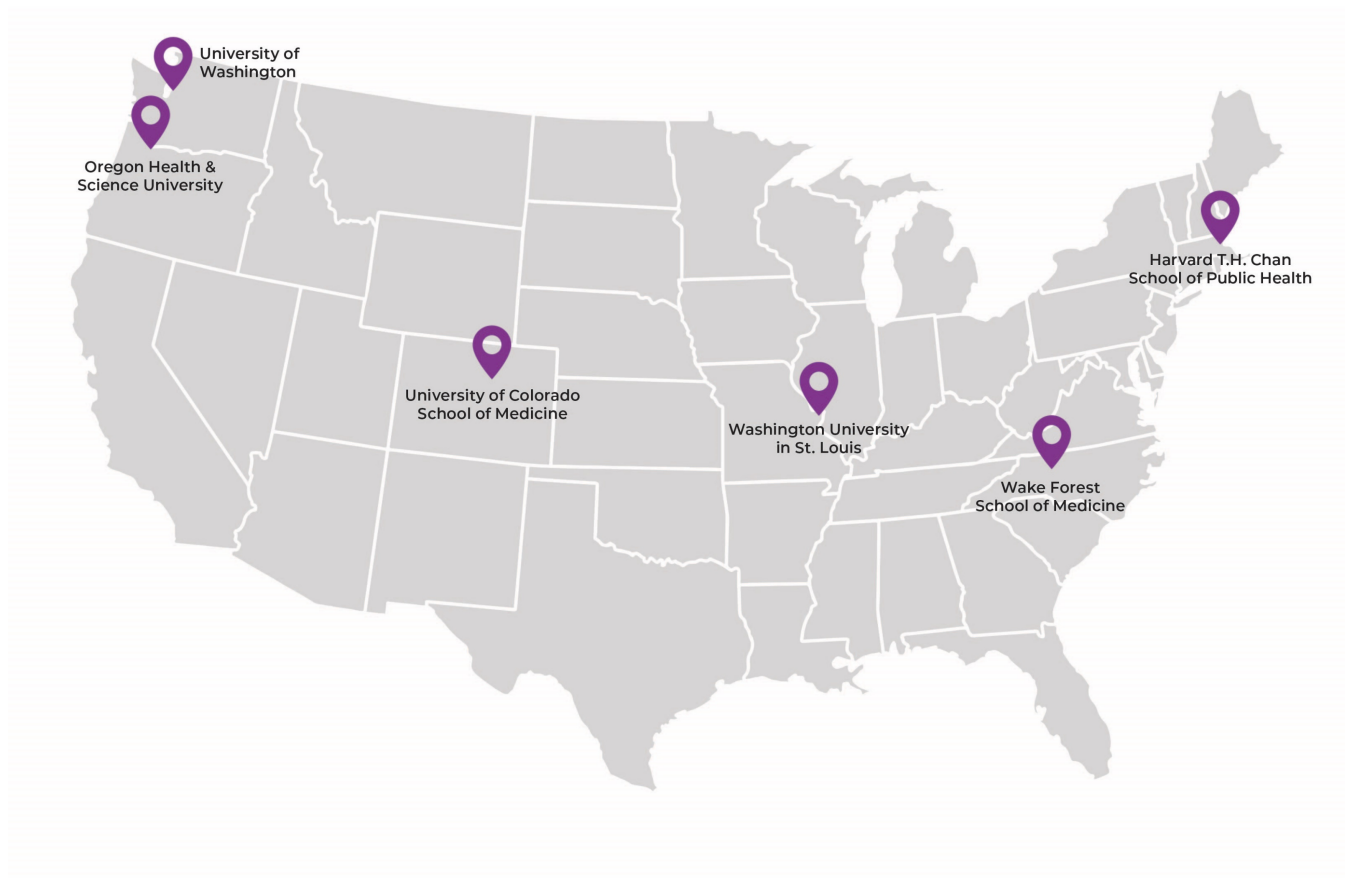 University of
Washington
Oregon Health &
Science University
Harvard T.H. Chan
School of Public Health
University of Colorado
School of Medicine
Washington University
in St. Louis
Wake Forest
School of Medicine